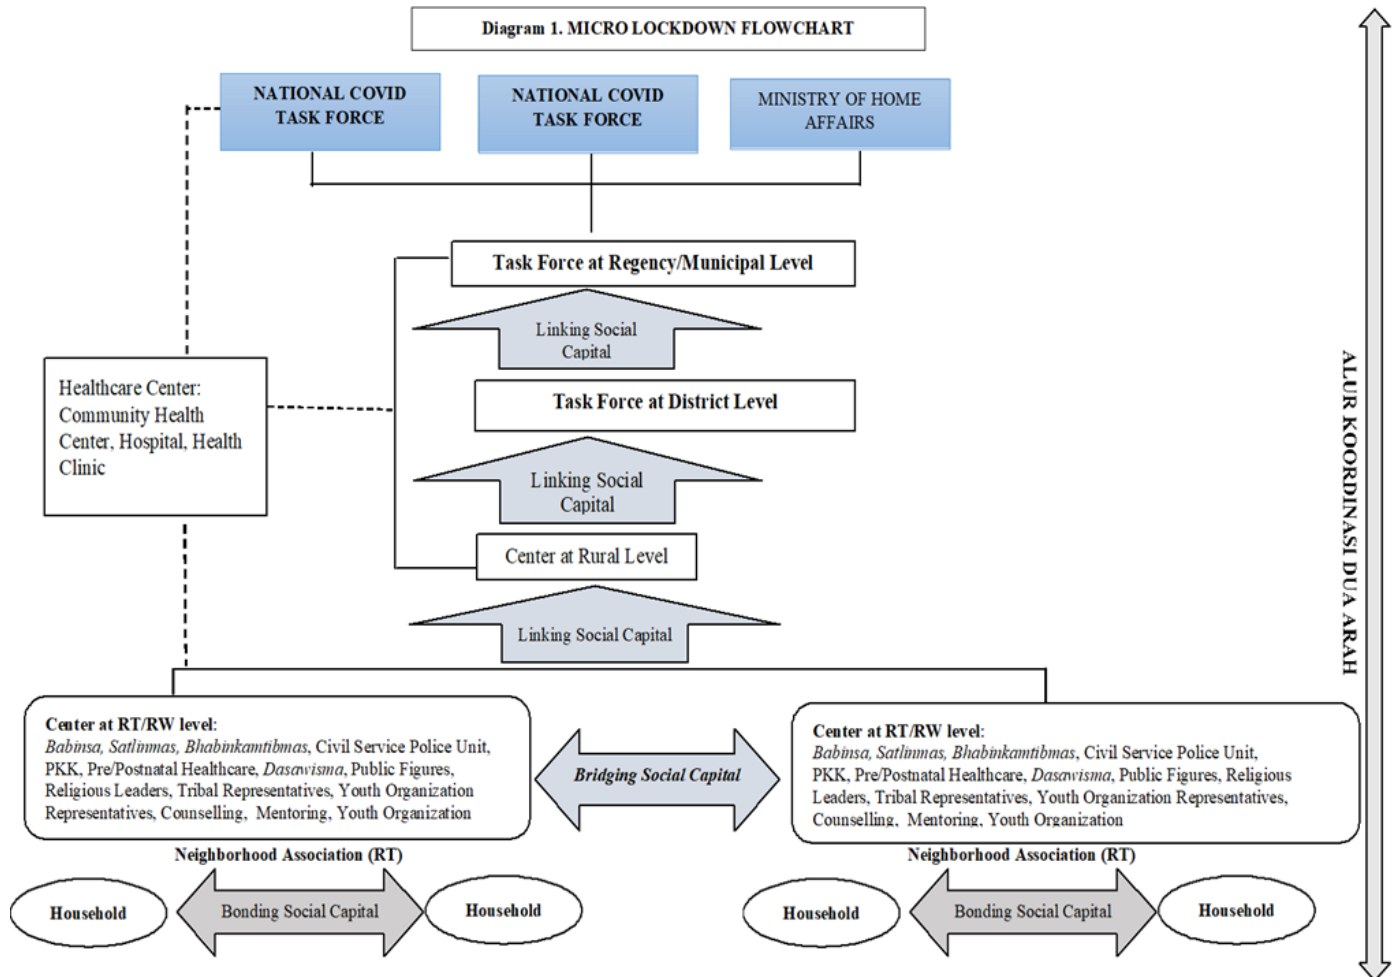 Diagram 1. MICRO LOCKDOWN FLOWCHART
NATIONAL COVID
TASK FORCE
NATIONAL COVID
TASK FORCE
MINISTRY OF HOME
AFFAIRS
Task Force at Regency/Municipal Level
Linking Social
Capital
Healthcare Center:
Community Health
Center, Hospital, Health
Clinic
Task Force at District Level
Linking Social
Capital
Center at Rural Level
Linking Social Capital
ALUR KOORDINASI DUA ARAH
Center at RT/RW level:
Babinsa, Satlinmas, Bhabinkamtibmas, Civil Service Police Unit,
PKK, Pre/Postnatal Healthcare, Dasawisma, Public Figures,
Religious Leaders, Tribal Representatives, Youth Organization
Representatives, Counselling, Mentoring, Youth Organization
Bridging Social Capital
Center at RT/RW level:
Babinsa, Satlinmas, Bhabinkamtibmas, Civil Service Police Unit,
PKK, Pre/Postnatal Healthcare, Dasawisma, Public Figures, Religious
Leaders, Tribal Representatives, Youth Organization Representatives,
Counselling, Mentoring, Youth Organization
Neighborhood Association (RT)
Neighborhood Association (RT)
Household
Bonding Social Capital
Household
Household
Bonding Social Capital
Household